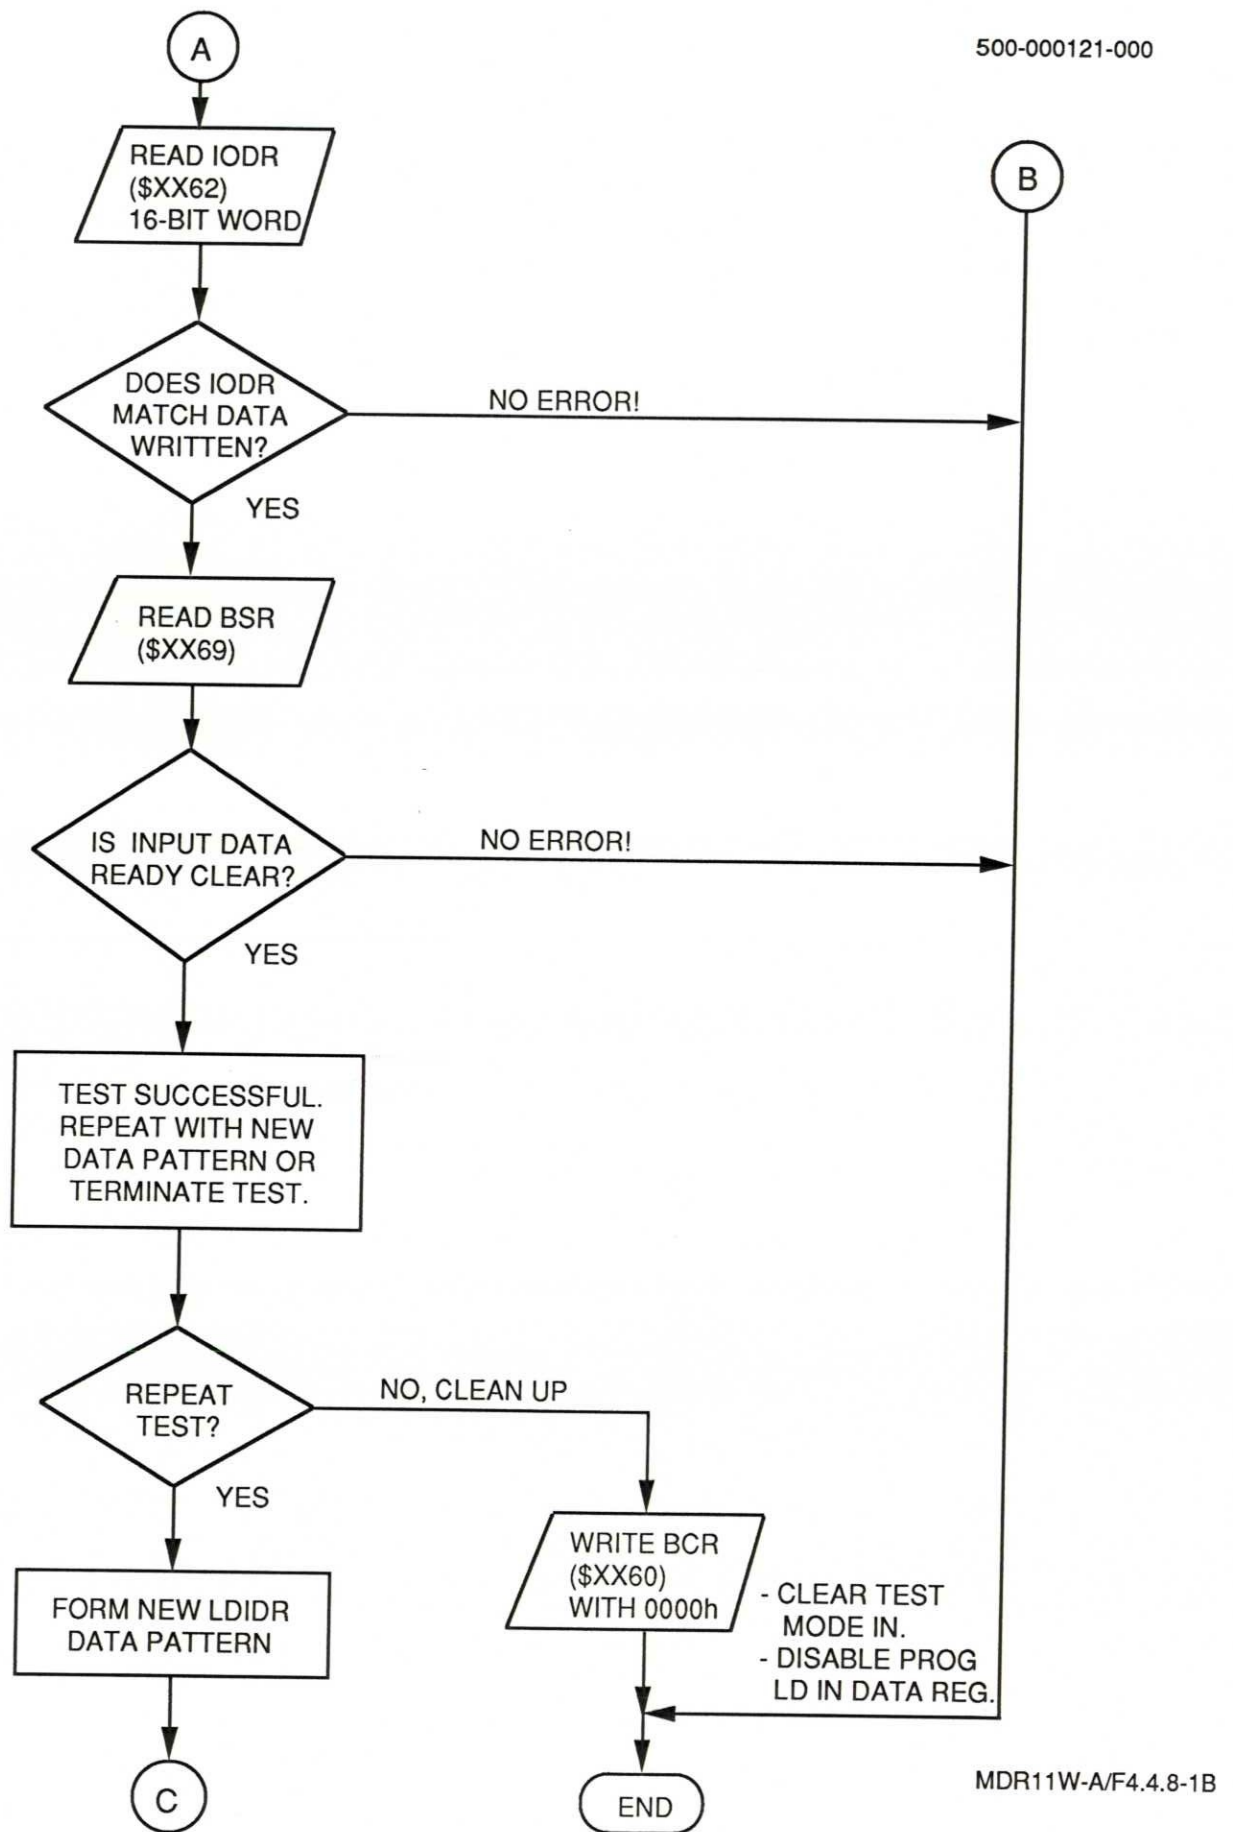 A
500-000121-000
READ IODR
($XX62)
16-BIT WORD
B
DOES IODR
MATCH DATA
WRITTEN?
NO ERROR!
YES
READ BSR
($XX69)
IS INPUT DATA
READY CLEAR?
NO ERROR!
YES
TEST SUCCESSFUL.
REPEAT WITH NEW
DATA PATTERN OR
TERMINATE TEST.
REPEAT
TEST?
NO, CLEAN UP
YES
WRITE BCR
($XX60)
WITH 0000h
- CLEAR TEST
MODE IN.
- DISABLE PROG
LD IN DATA REG.
FORM NEW LDIDR
DATA PATTERN
C
END
MDR11W-A/F4.4.8-1B